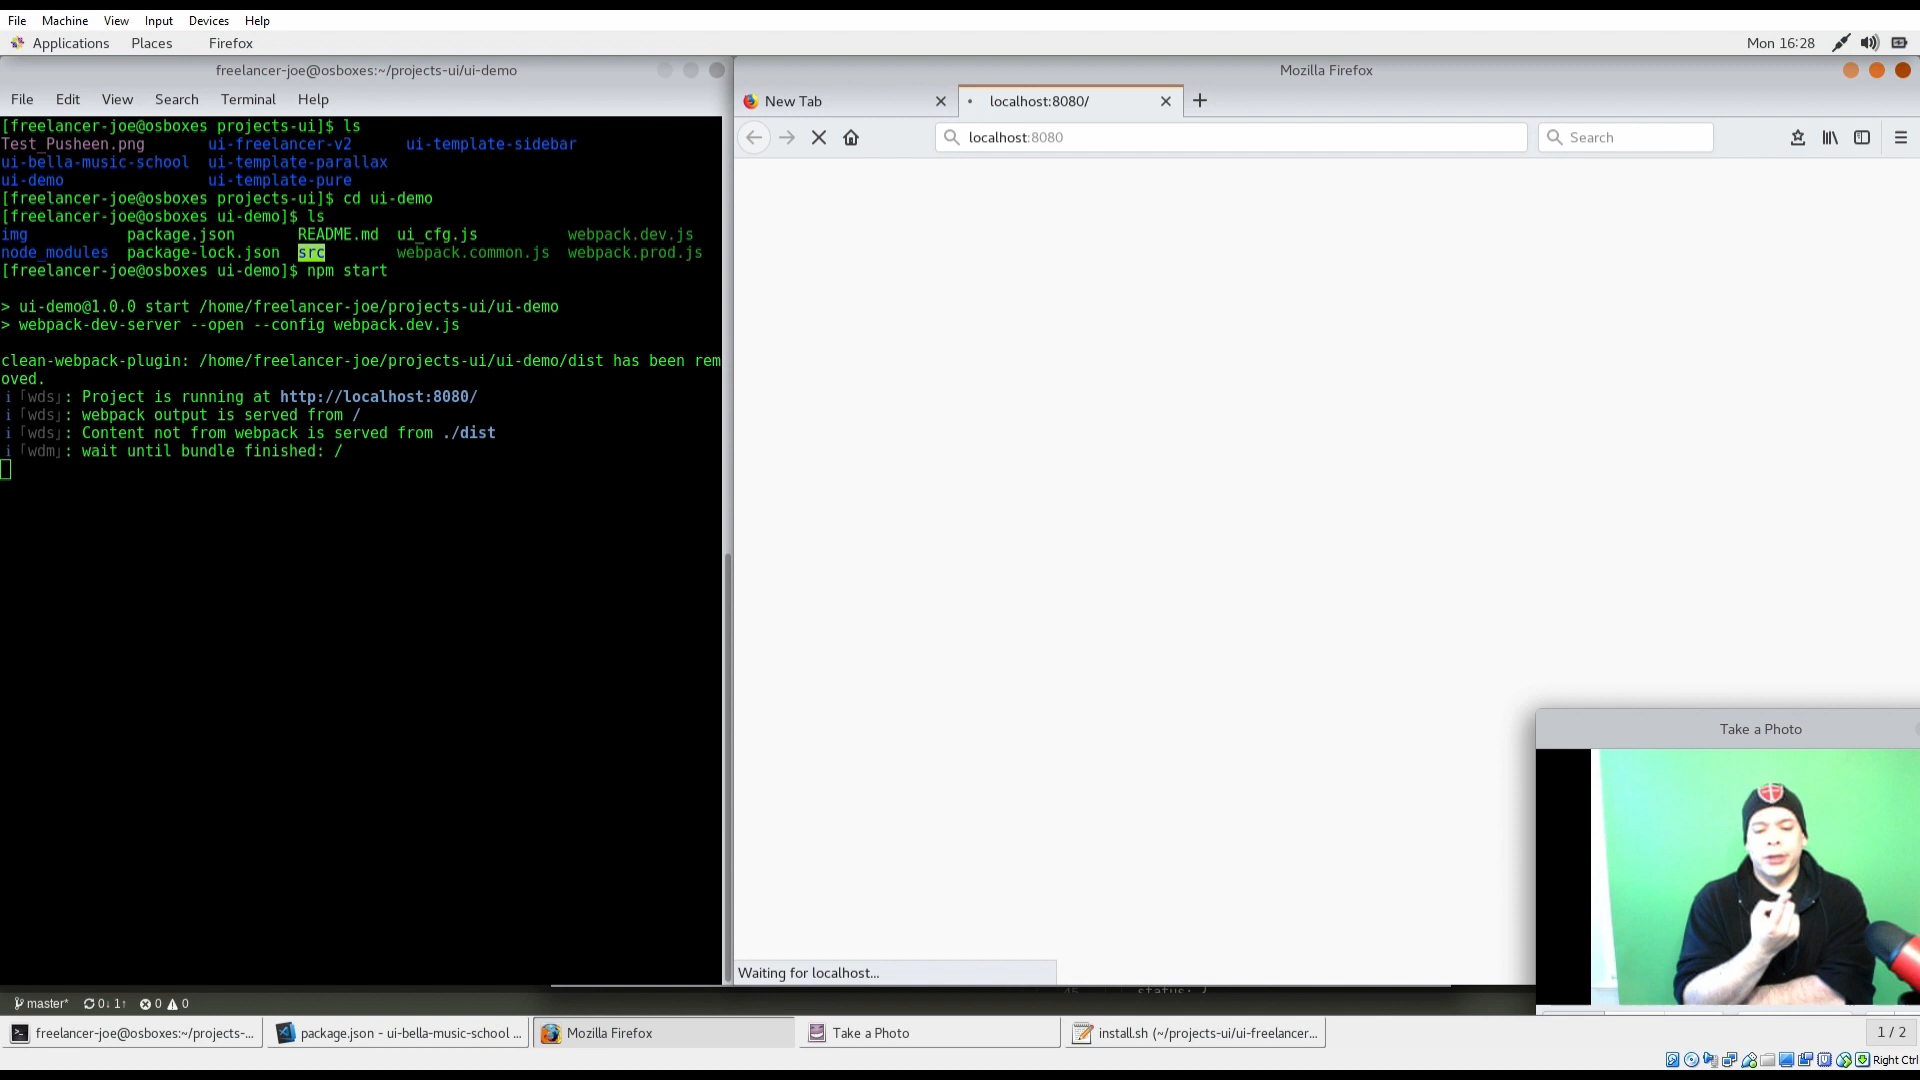 File Machine View Input Devices Help
Applications Places Firefox Mon 16:28
freelancer-joe@osboxes:~/projects-ui/ui-demo
File Edit View Search Terminal Help
[freelancer-joe@osboxes projects-ui]$ ls
Test_Pusheen.png ui-freelancer-v2 ui-template-sidebar
ui-bella-music-school ui-template-parallax
ui-demo ui-template-pure
[freelancer-joe@osboxes projects-ui]$ cd ui-demo
[freelancer-joe@osboxes ui-demo]$ ls
img package.json README.md ui_cfg.js webpack.dev.js
node_modules package-lock.json src webpack.common.js webpack.prod.js
[freelancer-joe@osboxes ui-demo]$ npm start
> ui-demo@1.0.0 start /home/freelancer-joe/projects-ui/ui-demo
> webpack-dev-server --open --config webpack.dev.js
clean-webpack-plugin: /home/freelancer-joe/projects-ui/ui-demo/dist has been rem
oved.
i ｢wds｣: Project is running at http://localhost:8080/
i ｢wds｣: webpack output is served from /
i ｢wds｣: Content not from webpack is served from ./dist
i ｢wdm｣: wait until bundle finished: /
Mozilla Firefox
New Tab localhost:8080/
localhost:8080 Search
Waiting for localhost...
Take a Photo
master* 0↓ 1↑ 0 0
freelancer-joe@osboxes:~/projects-... package.json - ui-bella-music-school ... Mozilla Firefox Take a Photo install.sh (~/projects-ui/ui-freelancer... 1 / 2
Right Ctrl